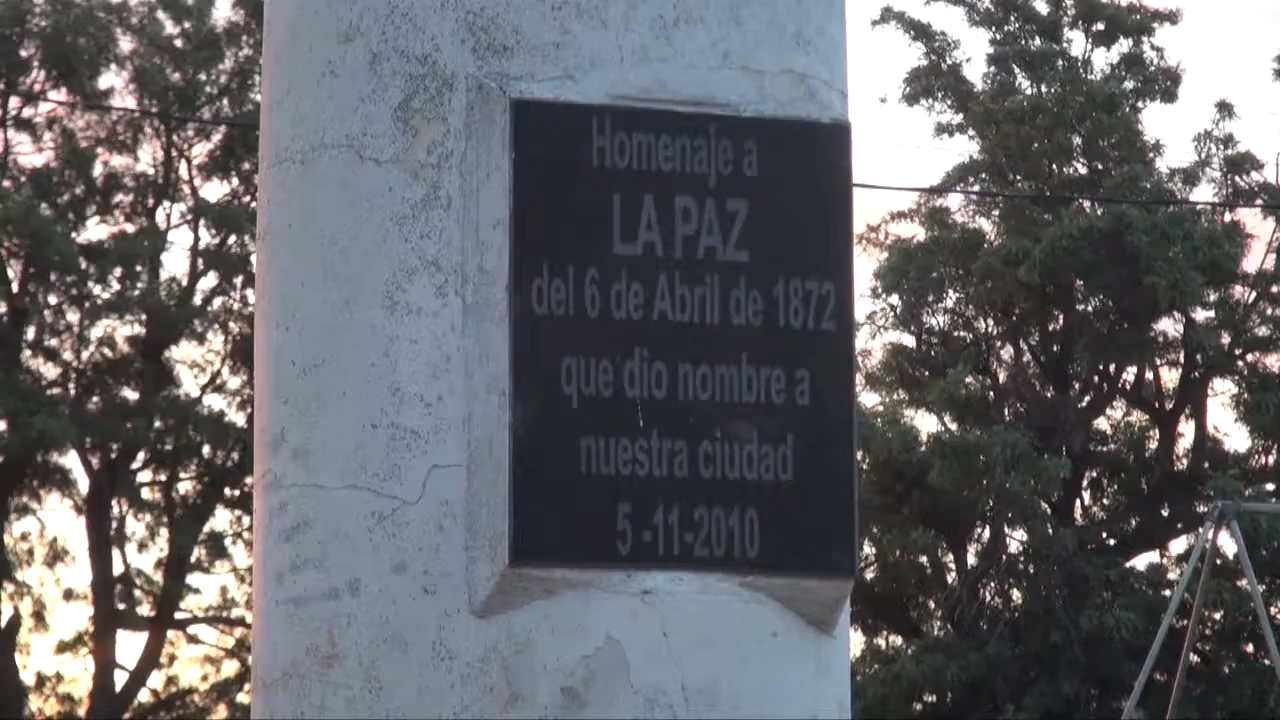 Homenaje a
LA PAZ
del 6 de Abril de 1872
que dio nombre a
nuestra ciudad
5 -11-2010